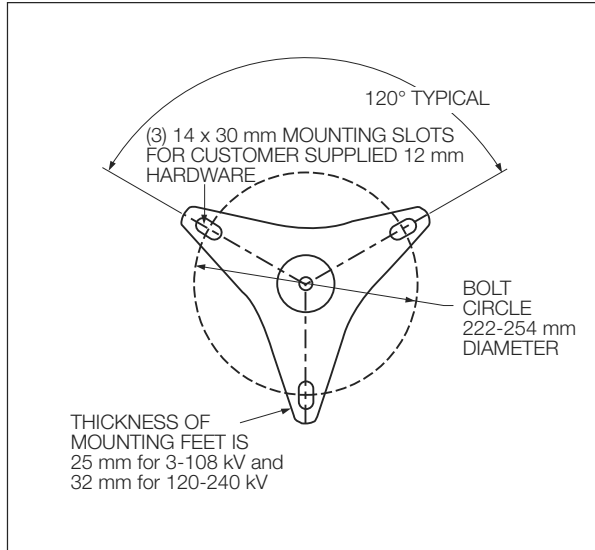 120° TYPICAL
(3) 14 x 30 mm MOUNTING SLOTS
FOR CUSTOMER SUPPLIED 12 mm
HARDWARE
BOLT
CIRCLE
222-254 mm
DIAMETER
THICKNESS OF
MOUNTING FEET IS
25 mm for 3-108 kV and
32 mm for 120-240 kV